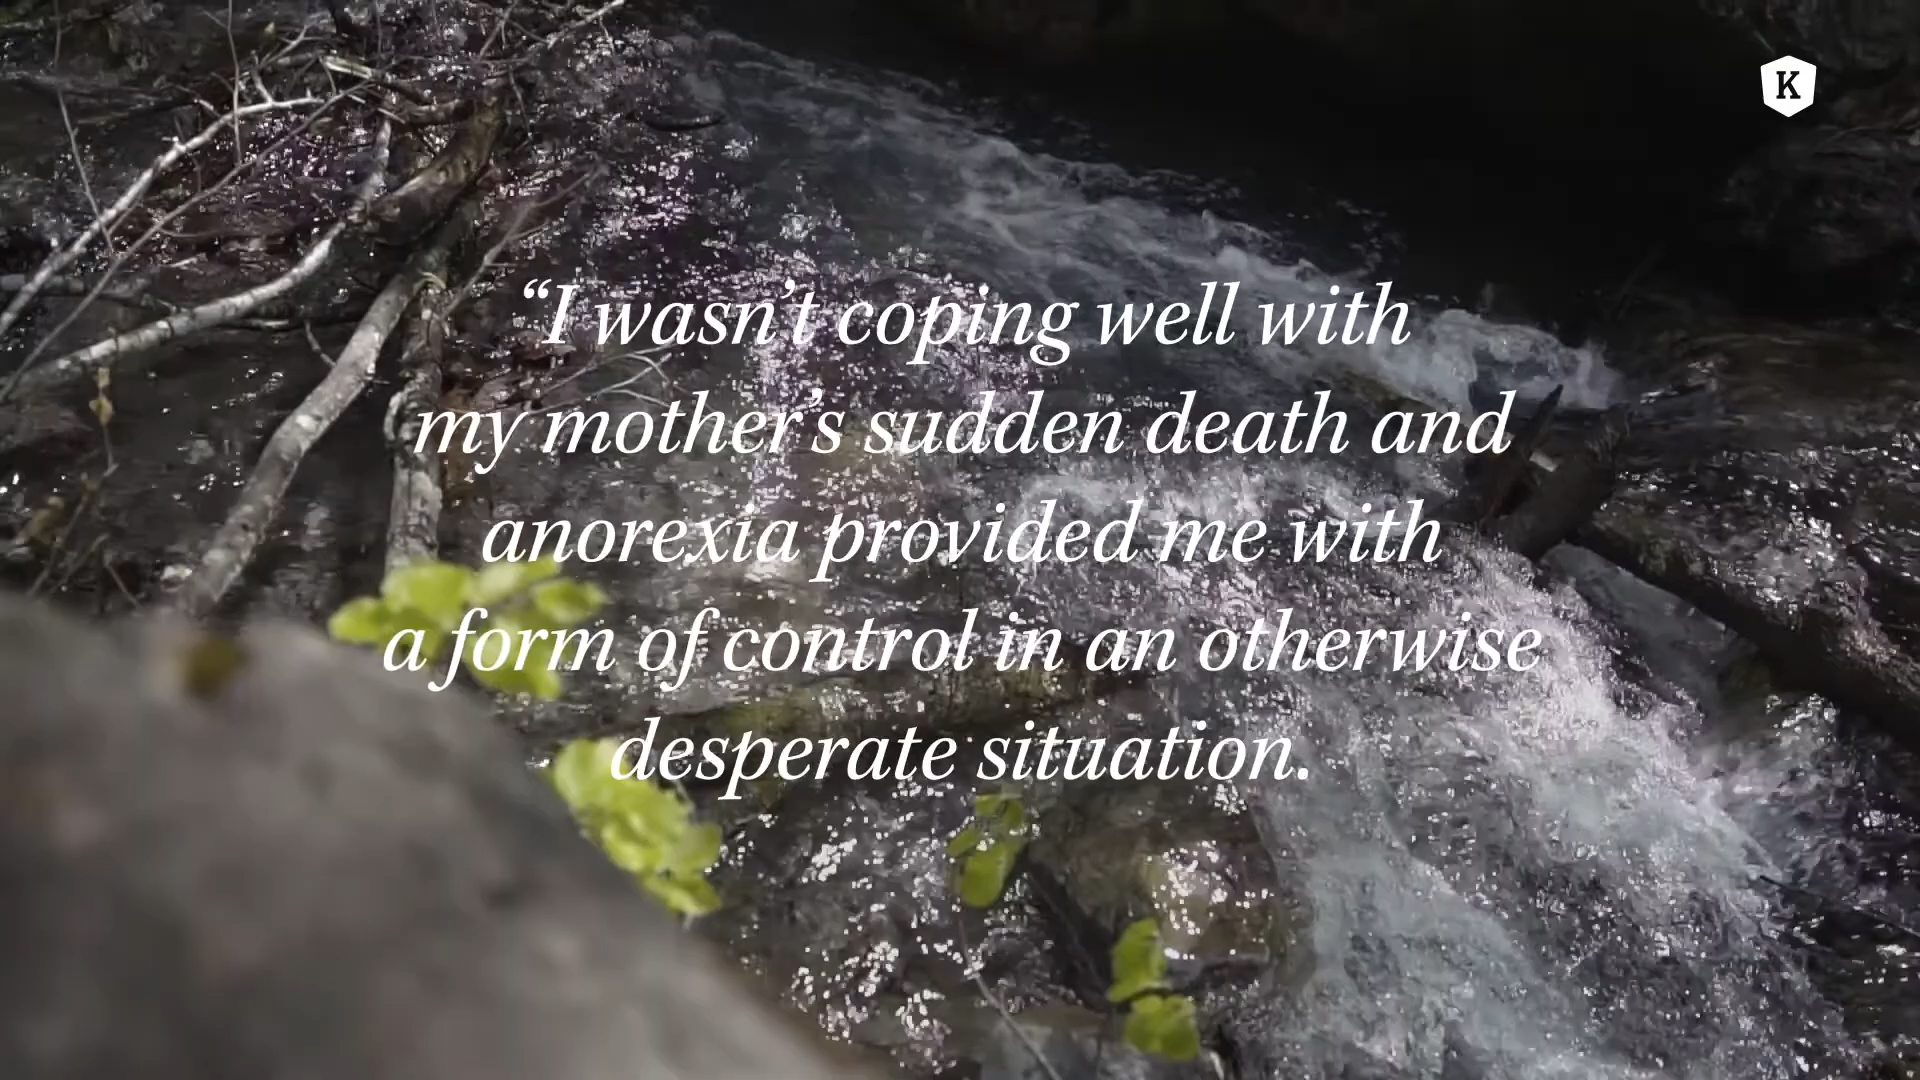 K
“I wasn’t coping well with
my mother’s sudden death and
anorexia provided me with
a form of control in an otherwise
desperate situation.